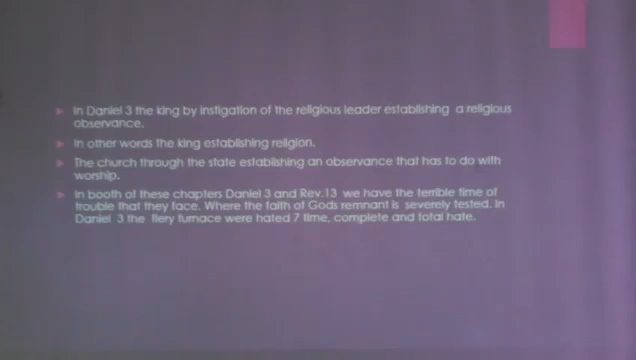 In Daniel 3 the king by instigation of the religious leader establishing a religious
observance.
In other words the king establishing religion.
The church through the state establishing an observance that has to do with
worship.
In booth of these chapters Daniel 3 and Rev.13 we have the terrible time of
trouble that they face. Where the faith of Gods remnant is severely tested. In
Daniel 3 the fiery furnace were hated 7 time, complete and total hate.